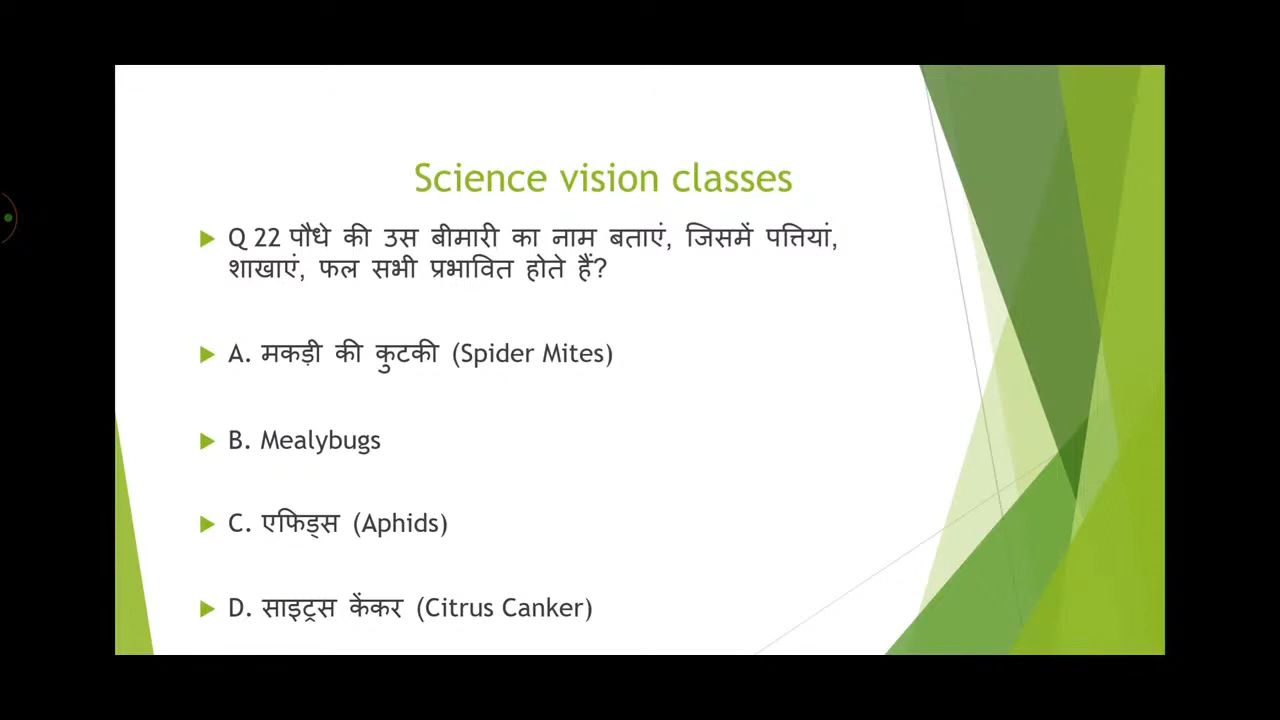 Science vision classes
Q 22 पौधे की उस बीमारी का नाम बताएं, जिसमें पत्तियां,
शाखाएं, फल सभी प्रभावित होते हैं?
A. मकड़ी की कुटकी (Spider Mites)
B. Mealybugs
C. एफिड्स (Aphids)
D. साइट्रस केंकर (Citrus Canker)